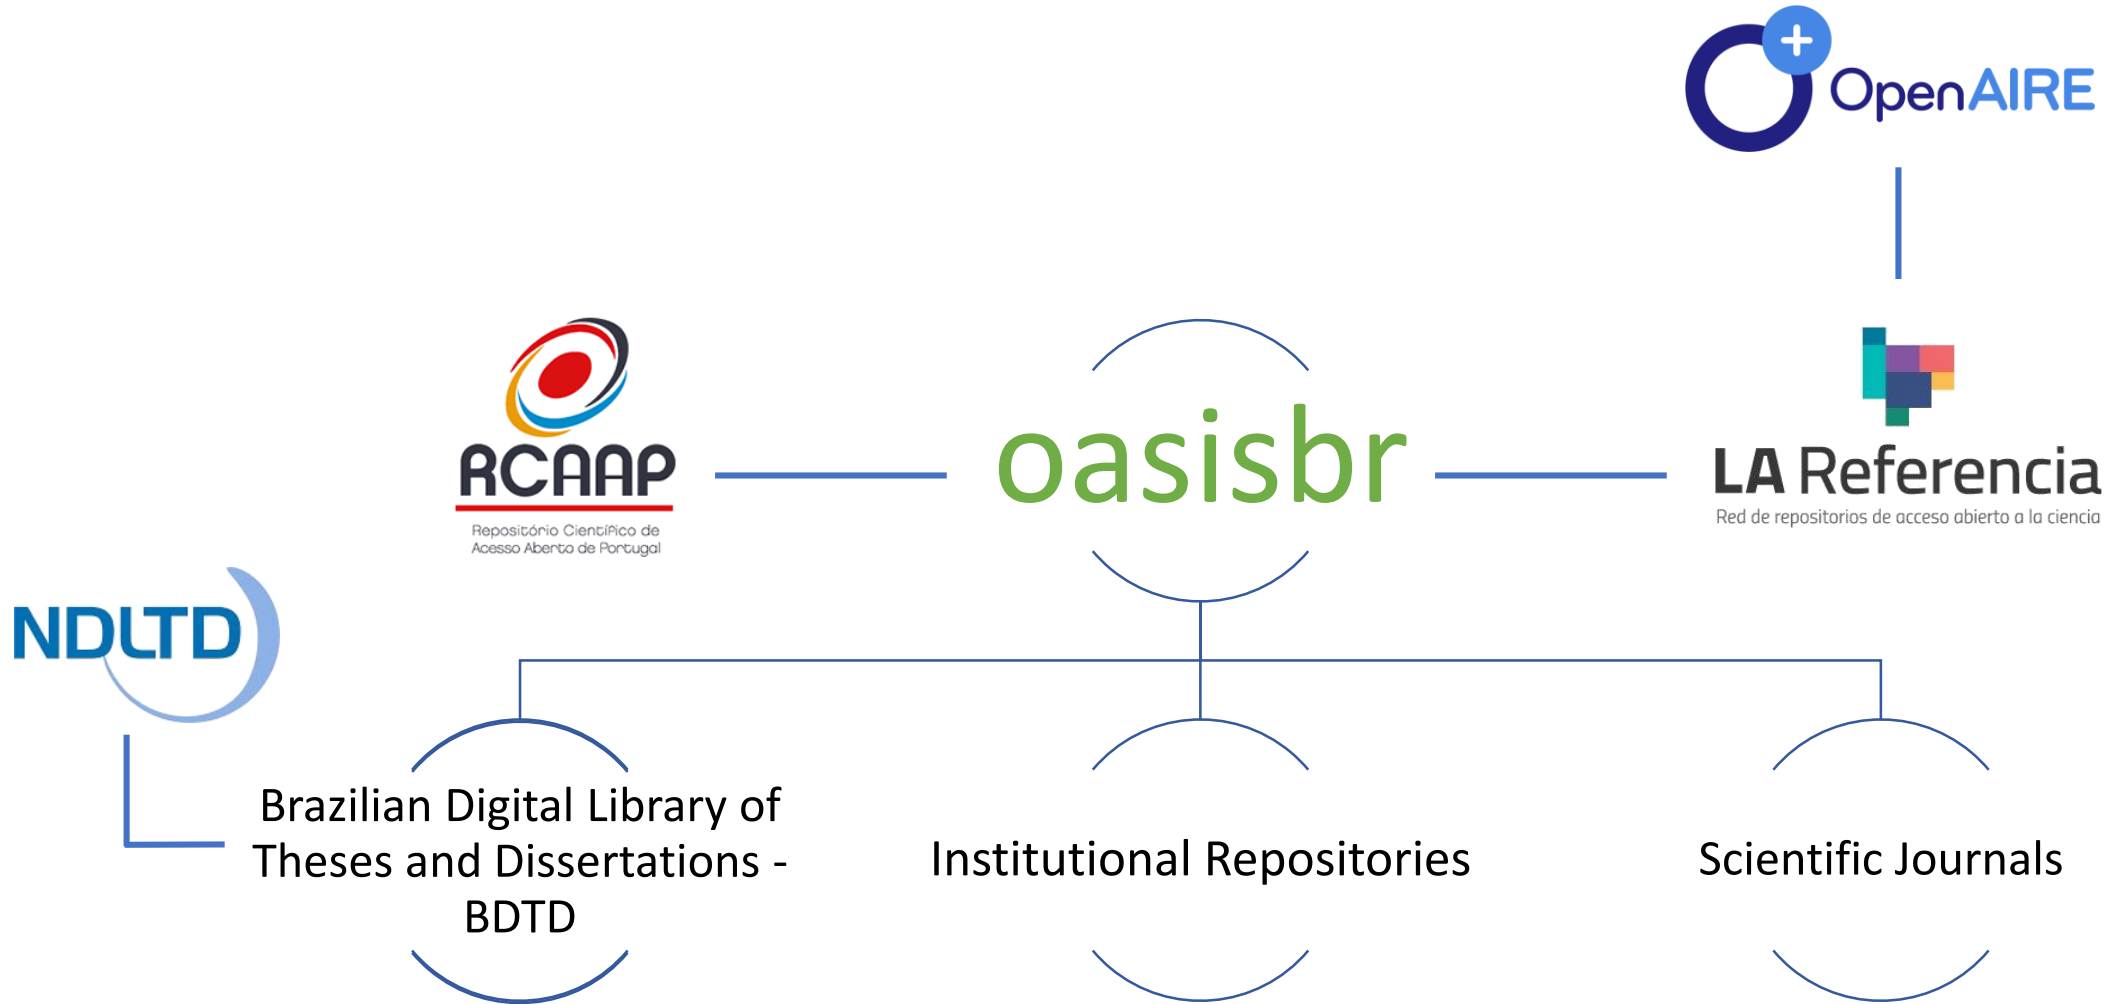 +
OpenAIRE
RCAAP
Repositório Científico de
Acesso Aberto de Portugal
oasisbr
LA Referencia
Red de repositorios de acceso abierto a la ciencia
NDLTD
Brazilian Digital Library of
Theses and Dissertations -
BDTD
Institutional Repositories
Scientific Journals